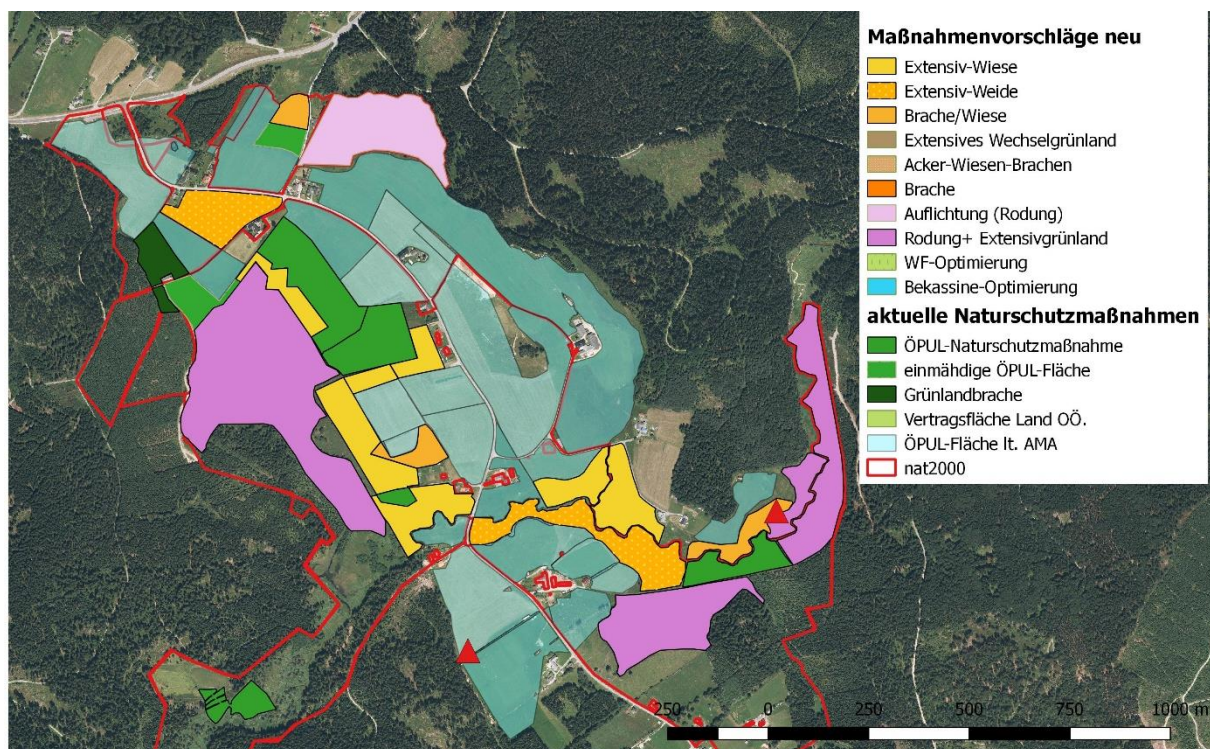 Maßnahmenvorschläge neu
Extensiv-Wiese
Extensiv-Weide
Brache/Wiese
Extensives Wechselgrünland
Acker-Wiesen-Brachen
Brache
Auflichtung (Rodung)
Rodung+ Extensivgrünland
WF-Optimierung
Bekassine-Optimierung
aktuelle Naturschutzmaßnahmen
ÖPUL-Naturschutzmaßnahme
einmähdige ÖPUL-Fläche
Grünlandbrache
Vertragsfläche Land OÖ.
ÖPUL-Fläche lt. AMA
nat2000
250 0 250 500 750 1000 m